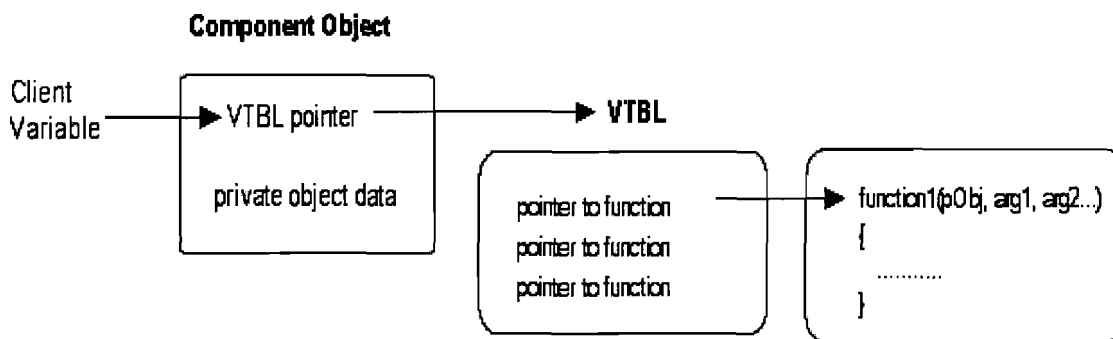 Component Object
Client
Variable
VTBL pointer
private object data
VTBL
pointer to function
pointer to function
pointer to function
function1(pObj, arg1, arg2...)
{
...........
}